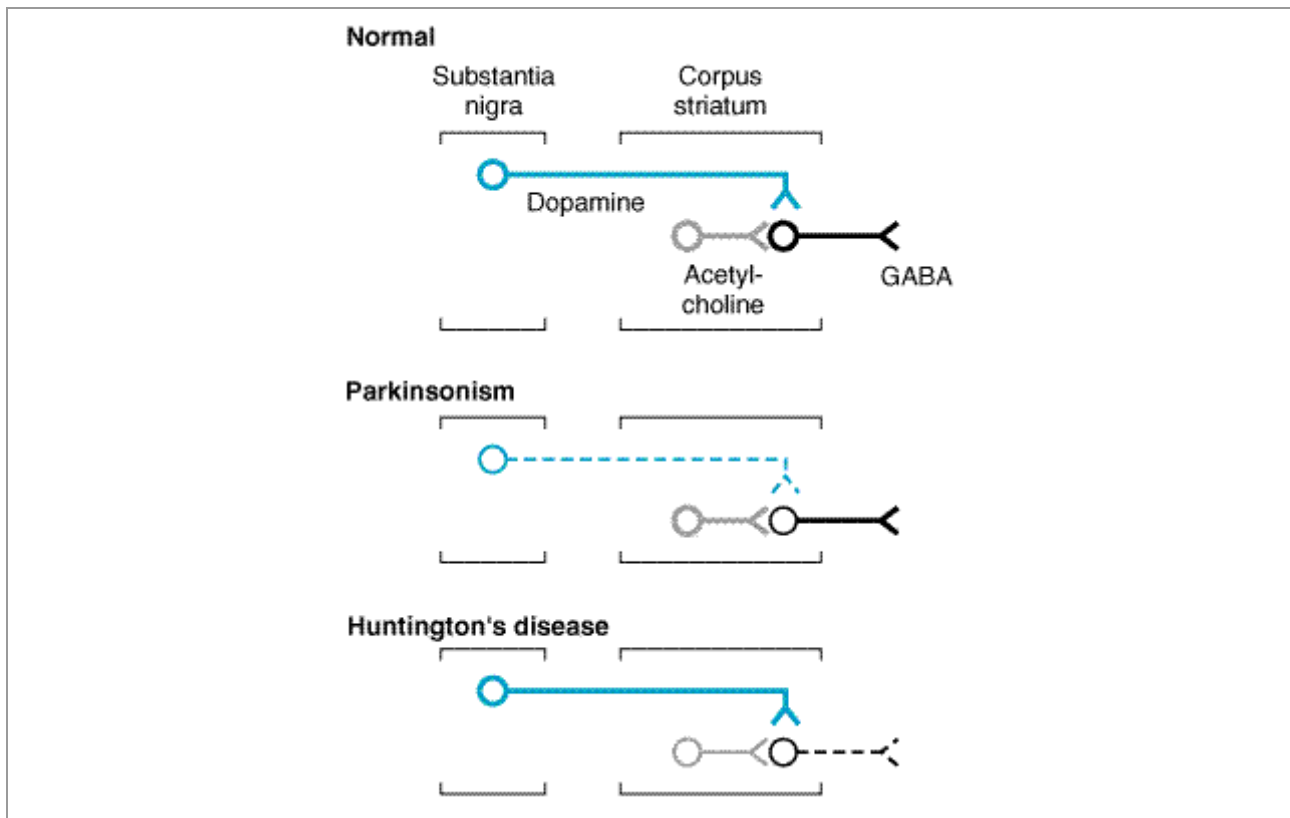 Normal
Substantia
nigra
Corpus
striatum
Dopamine
Acetyl-
choline
GABA
Parkinsonism
Huntington's disease